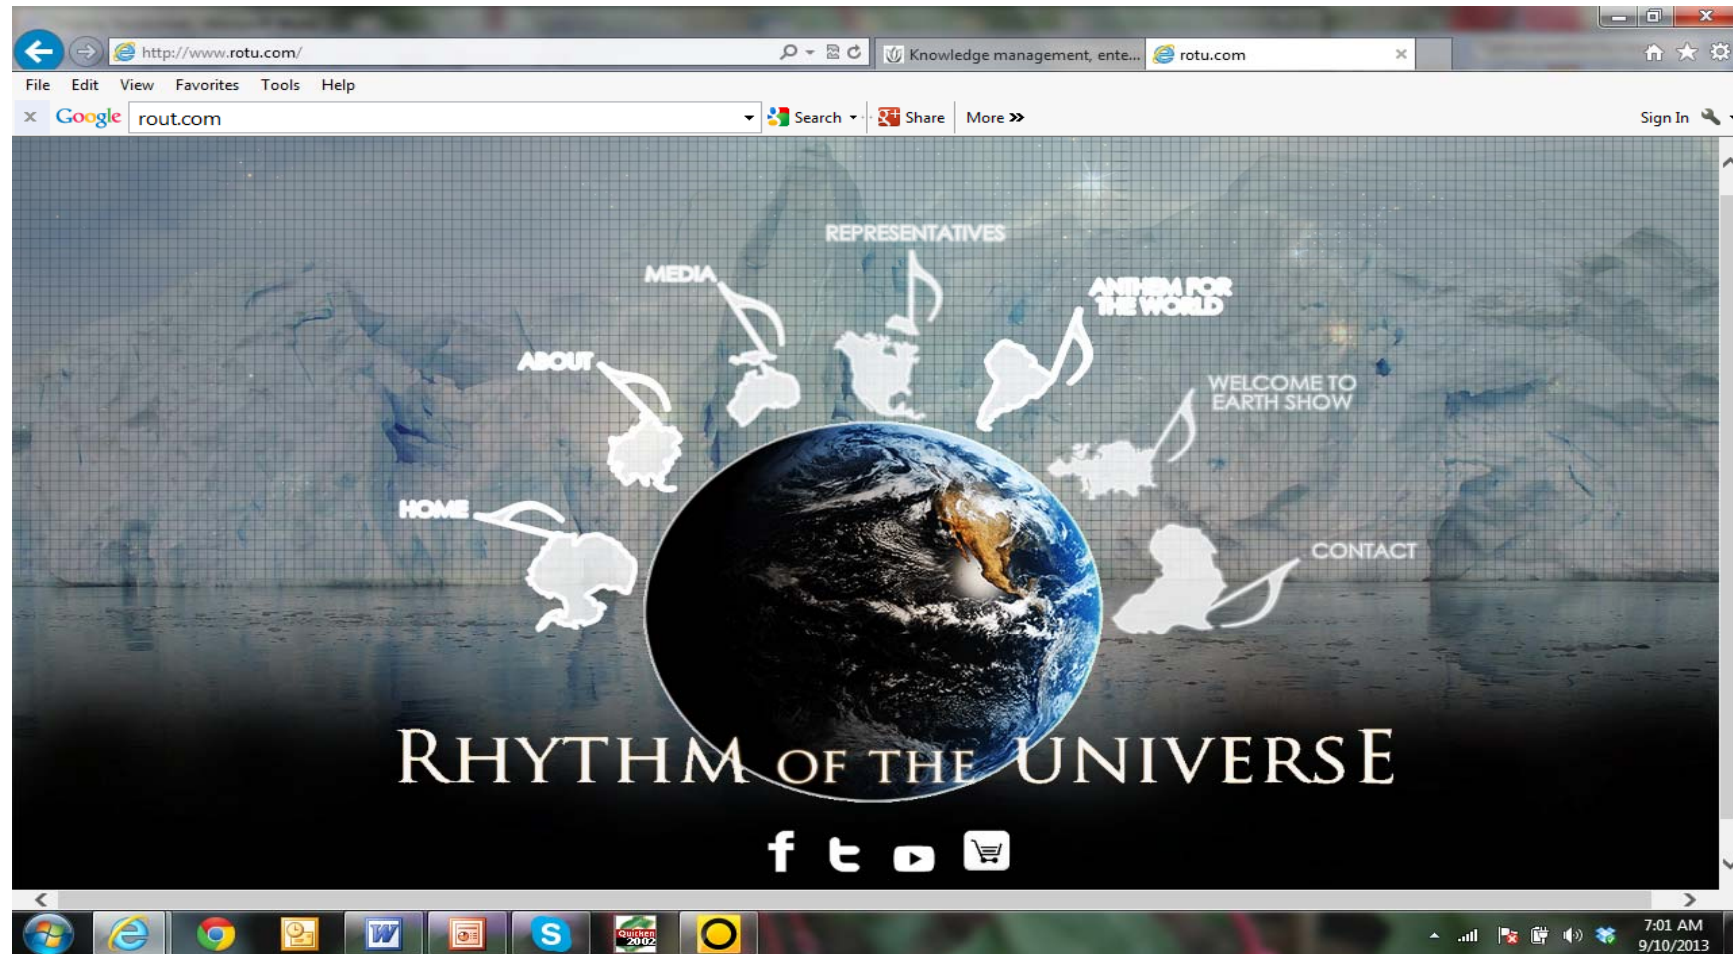 http://www.rotu.com/
Knowledge management, ente...
rotu.com
File Edit View Favorites Tools Help
Google rout.com Search Share More » Sign In
REPRESENTATIVES
MEDIA
ANTHEM FOR
THE WORLD
ABOUT
WELCOME TO
EARTH SHOW
HOME
CONTACT
RHYTHM OF THE UNIVERSE
Quicken
2002
7:01 AM
9/10/2013